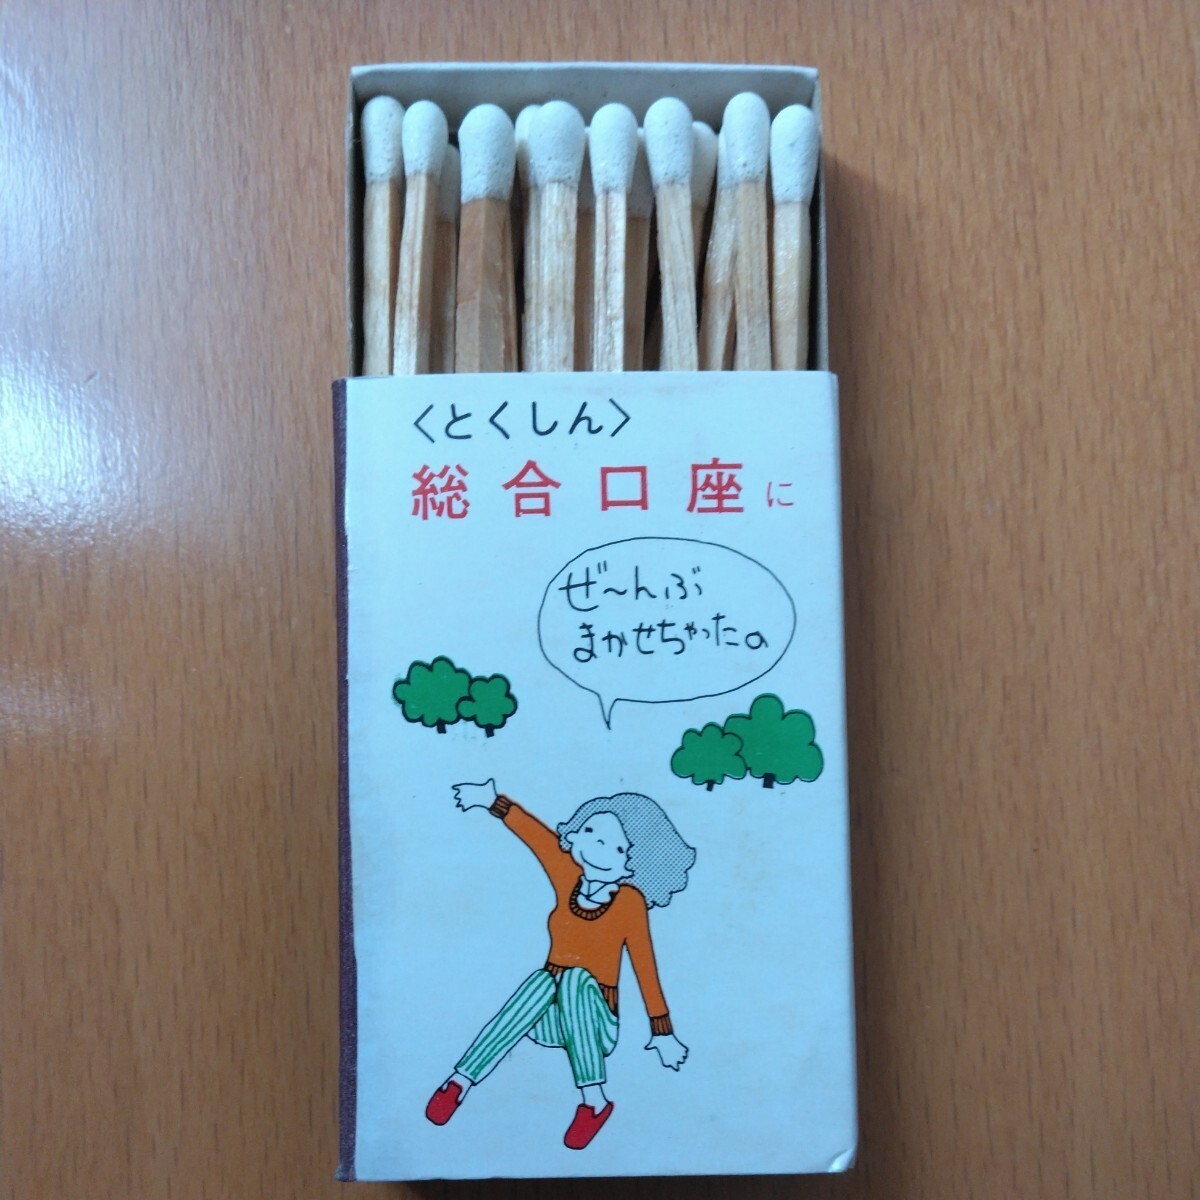 〈とくしん〉
総合口座に
ぜ〜んぶ
まかせちゃったの